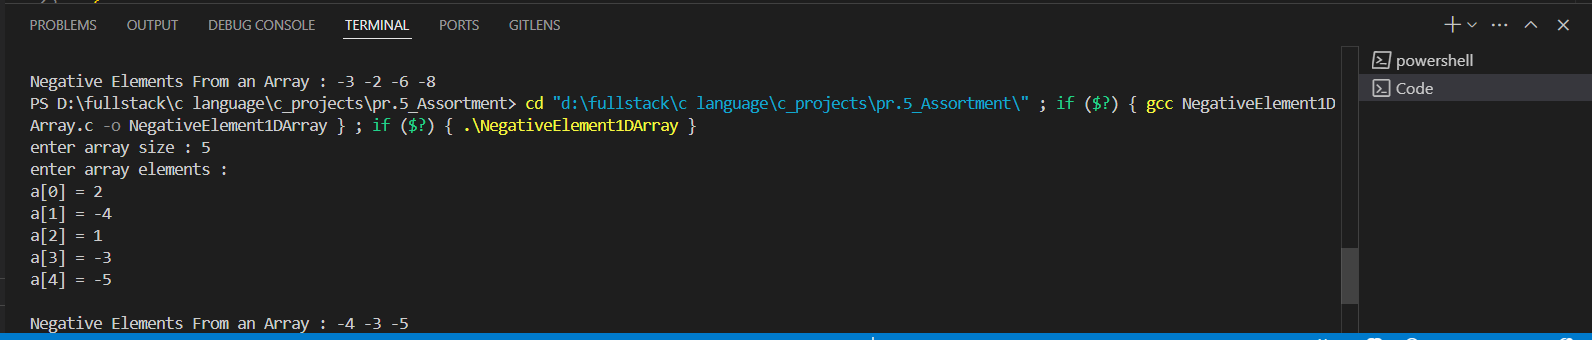 PROBLEMS OUTPUT DEBUG CONSOLE TERMINAL PORTS GITLENS
powershell
Code
Negative Elements From an Array : -3 -2 -6 -8
PS D:\fullstack\c language\c_projects\pr.5_Assortment> cd "d:\fullstack\c language\c_projects\pr.5_Assortment\" ; if ($?) { gcc NegativeElement1D
Array.c -o NegativeElement1DArray } ; if ($?) { .\NegativeElement1DArray }
enter array size : 5
enter array elements :
a[0] = 2
a[1] = -4
a[2] = 1
a[3] = -3
a[4] = -5
Negative Elements From an Array : -4 -3 -5